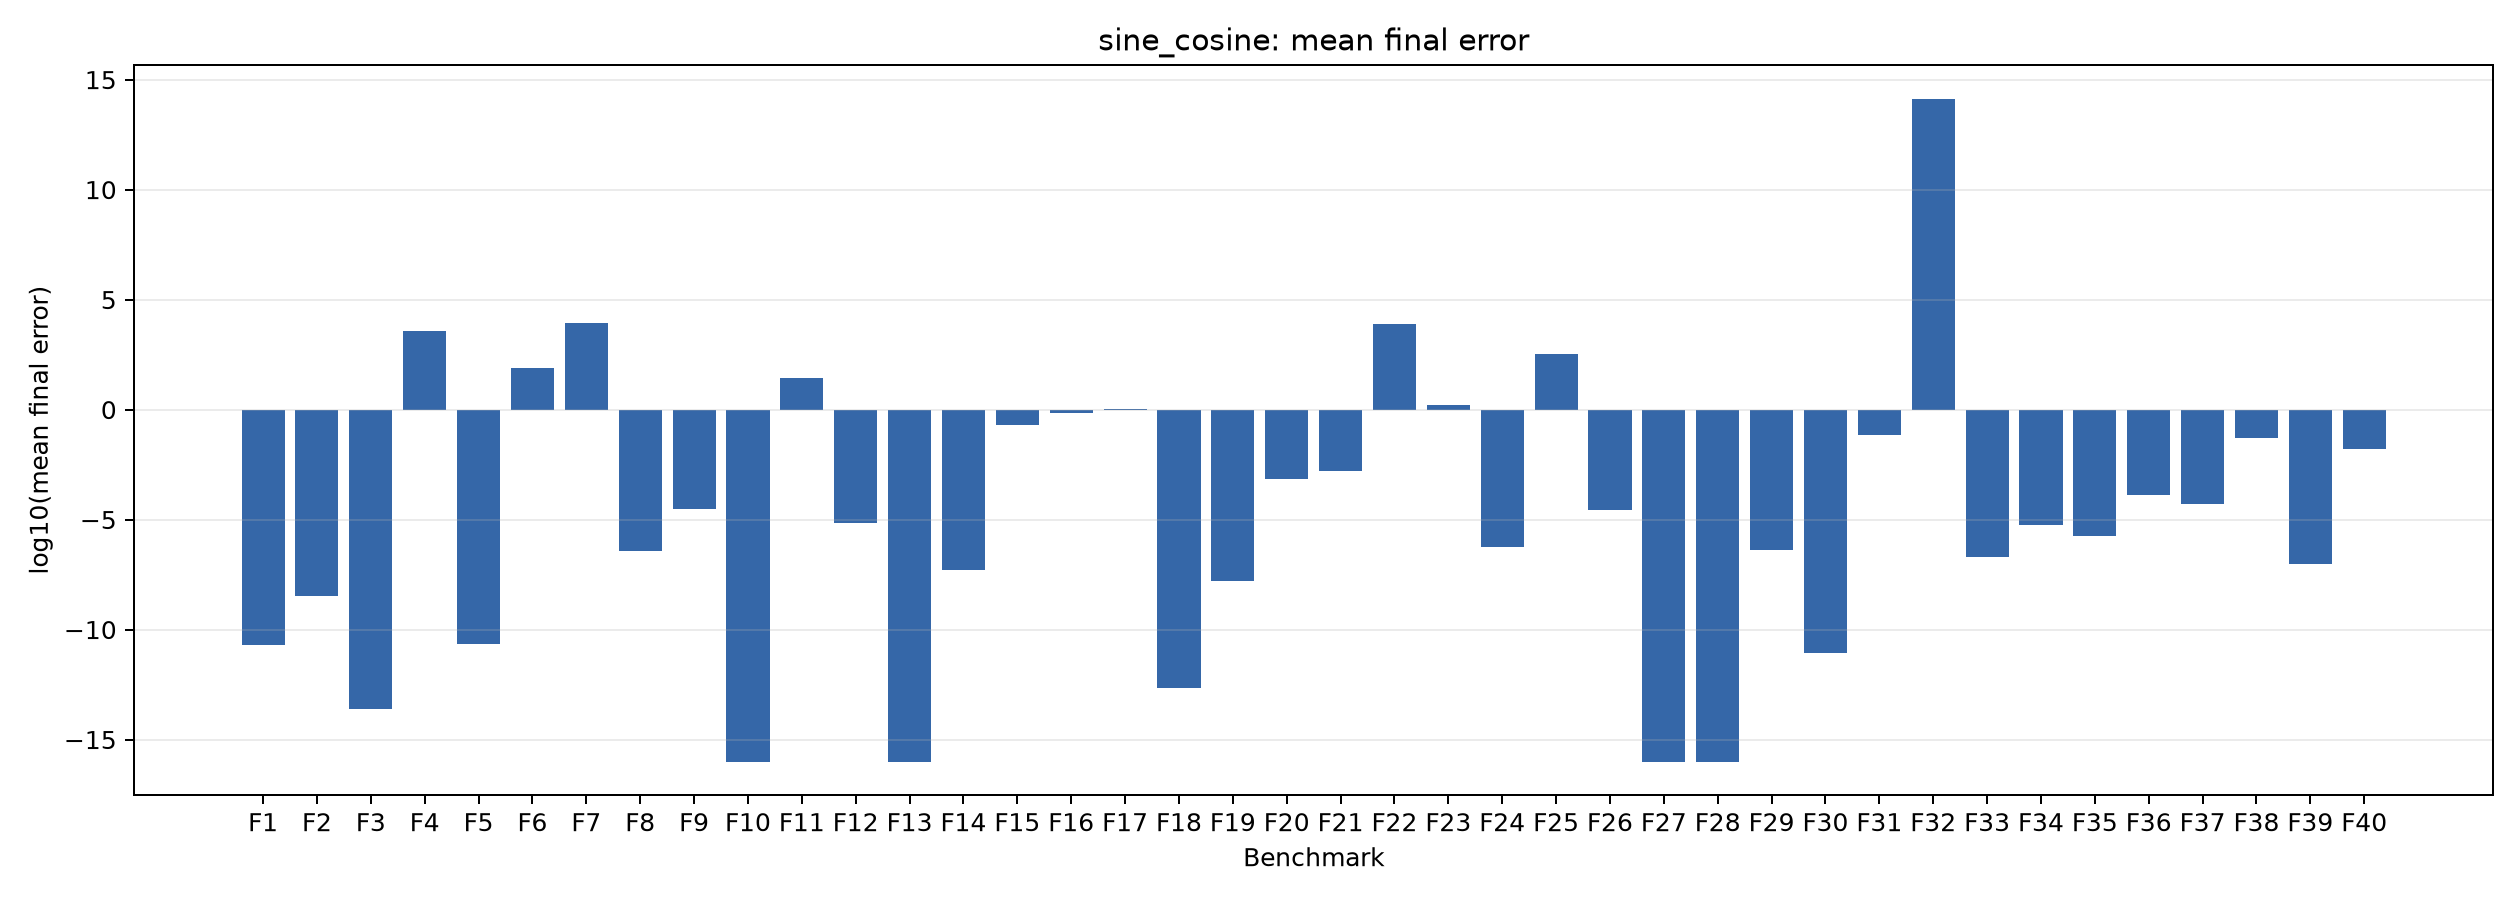 sine_cosine: mean final error
log10(mean final error)
15
10
5
0
−5
−10
−15
F1 F2 F3 F4 F5 F6 F7 F8 F9 F10 F11 F12 F13 F14 F15 F16 F17 F18 F19 F20 F21 F22 F23 F24 F25 F26 F27 F28 F29 F30 F31 F32 F33 F34 F35 F36 F37 F38 F39 F40
Benchmark